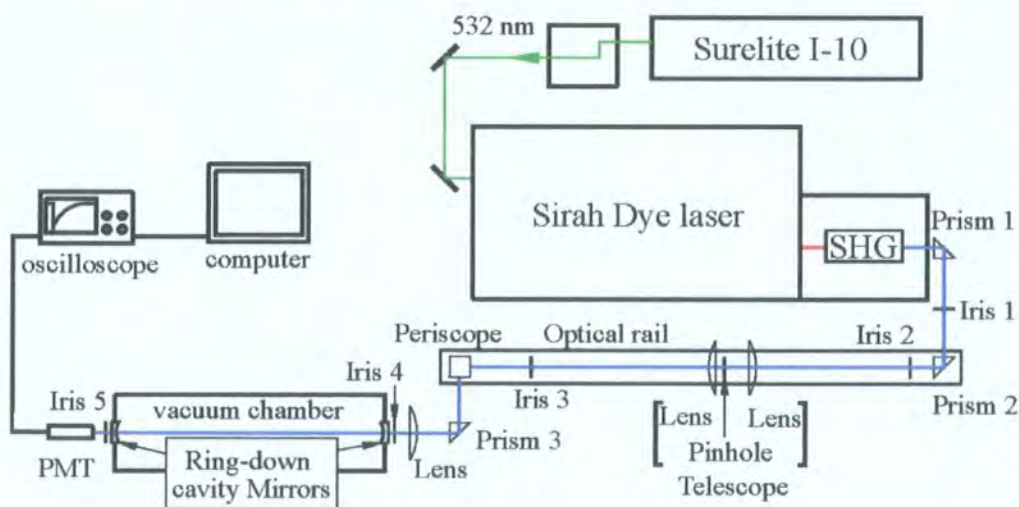 532 nm
Surelite I-10
Sirah Dye laser
SHG
Prism 1
Iris 1
oscilloscope
computer
Periscope
Optical rail
Iris 2
Iris 4
Iris 3
Prism 2
Iris 5
vacuum chamber
Prism 3
Lens
Lens
Pinhole
Telescope
PMT
Ring-down
cavity Mirrors
Lens